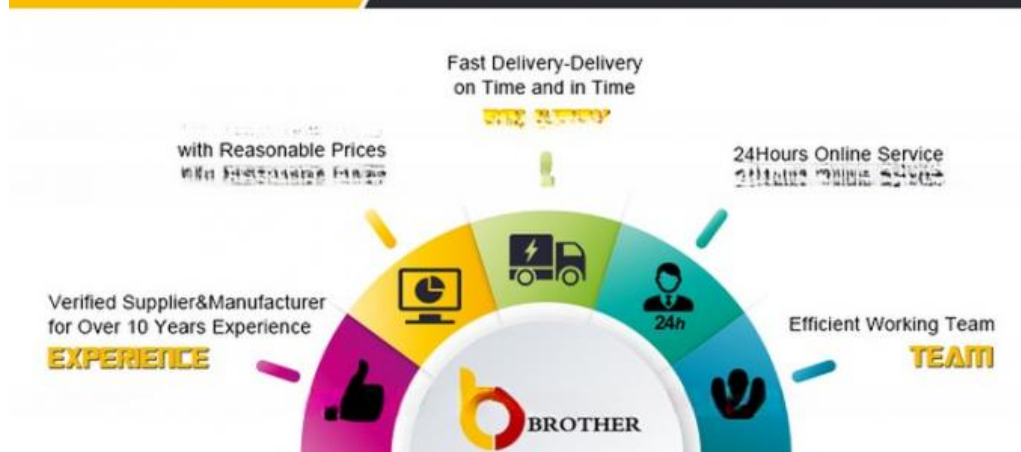 Fast Delivery-Delivery
on Time and in Time
with Reasonable Prices
24Hours Online Service
Verified Supplier&Manufacturer
for Over 10 Years Experience
EXPERIENCE
Efficient Working Team
TEAM
24h
BROTHER